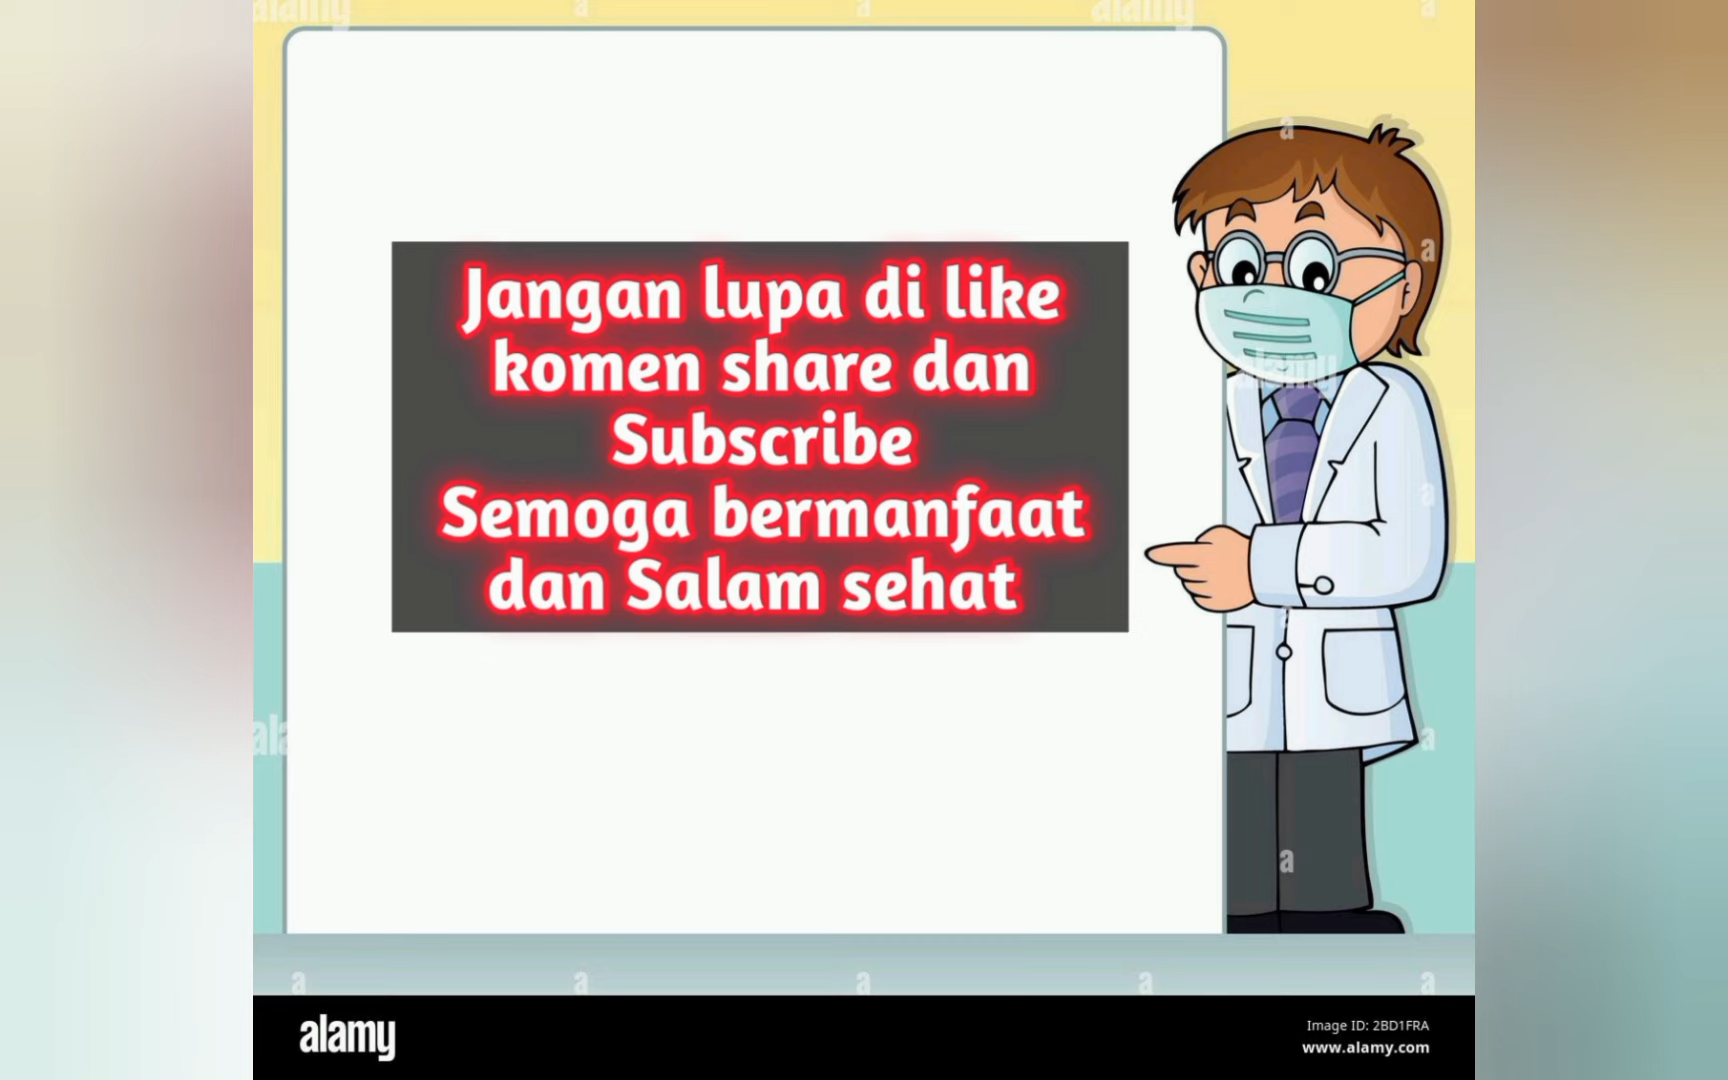 Jangan lupa di like
komen share dan
Subscribe
Semoga bermanfaat
dan Salam sehat
alamy
Image ID: 2BD1FRA
www.alamy.com